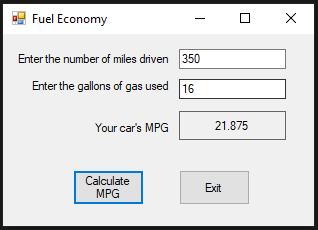 Fuel Economy
Enter the number of miles driven 350
Enter the gallons of gas used 16
Your car's MPG 21.875
Calculate
MPG
Exit